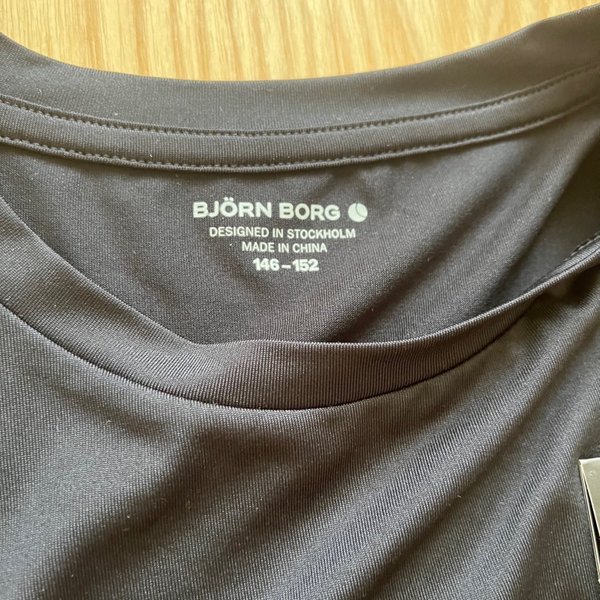 BJÖRN BORG
DESIGNED IN STOCKHOLM
MADE IN CHINA
146–152